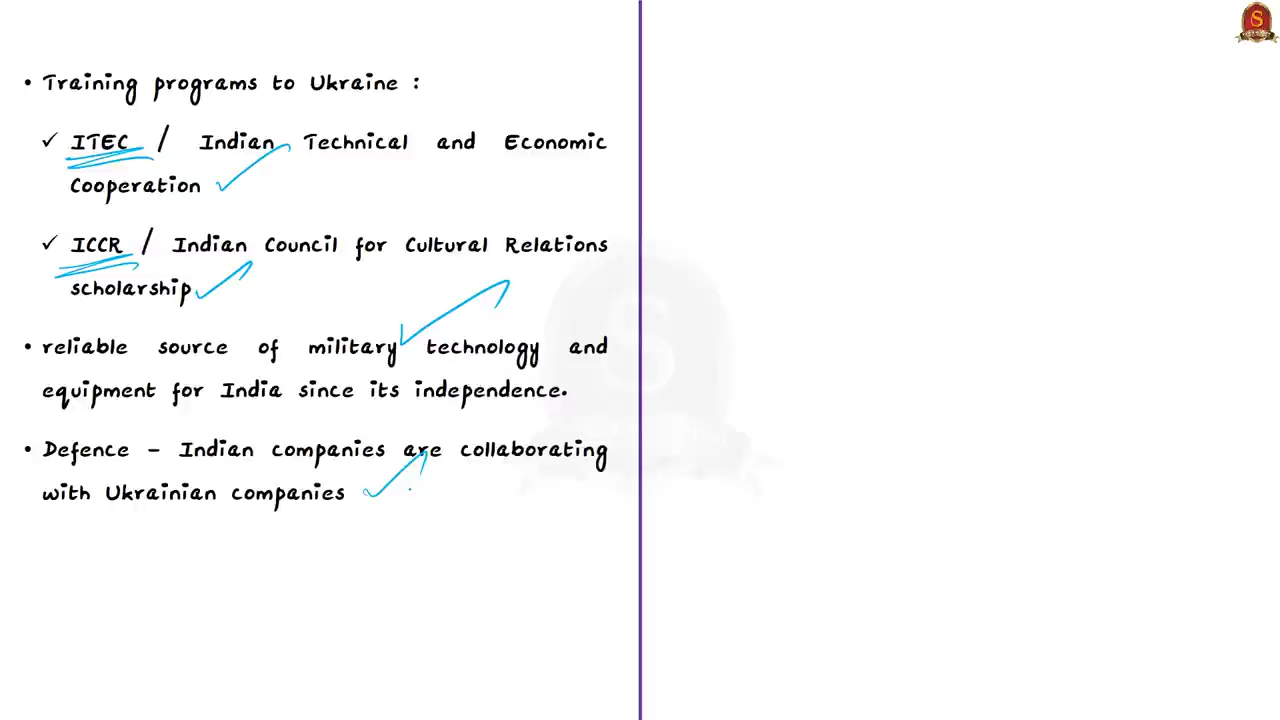 • Training programs to Ukraine :
✓ ITEC / Indian Technical and Economic
Cooperation
✓ ICCR / Indian Council for Cultural Relations
scholarship
• reliable source of military technology and
equipment for India since its independence.
• Defence – Indian companies are collaborating
with Ukrainian companies
S
S